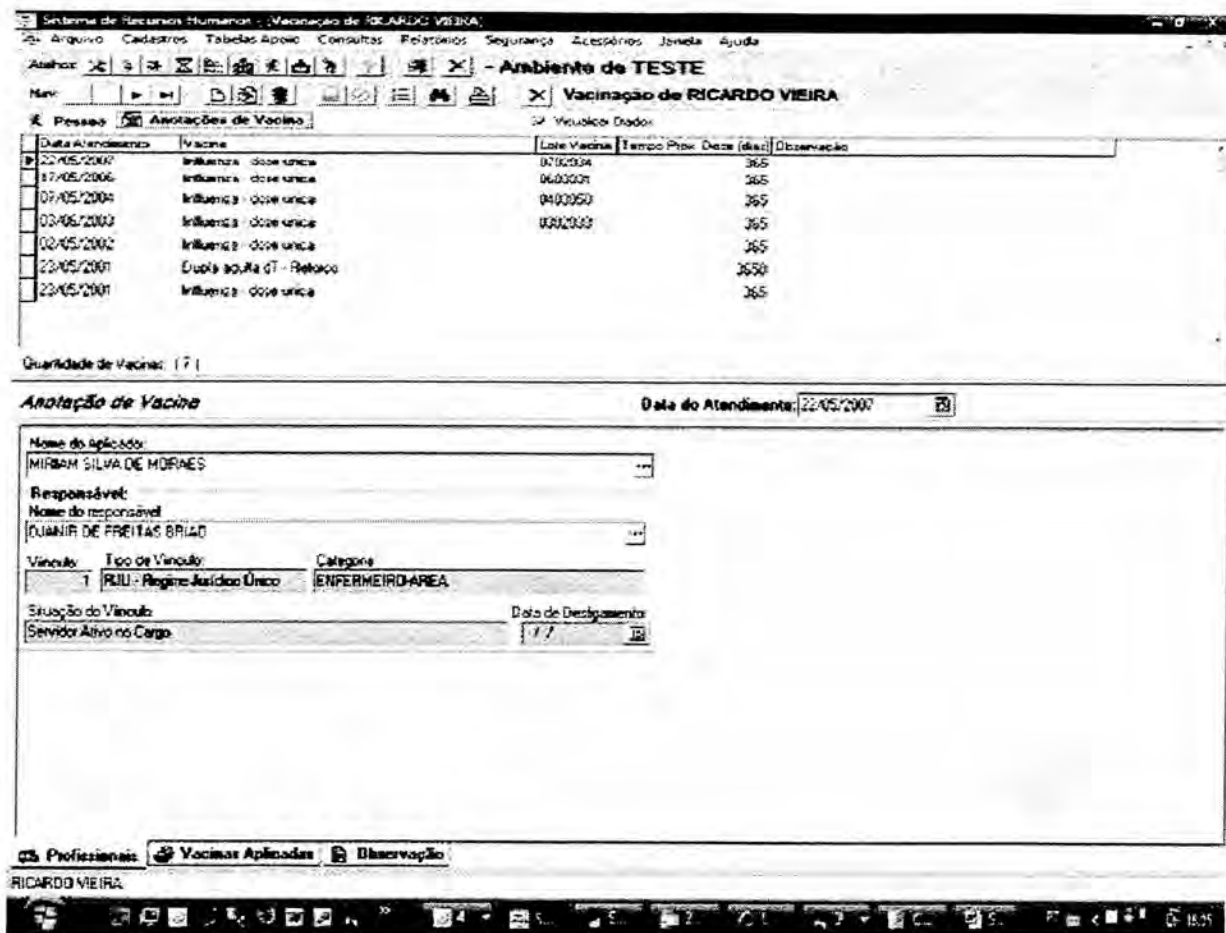 Sistema de Recursos Humanos - [Vacinação de RICARDO VIEIRA]
Arquivo Cadastros Tabelas Apoio Consultas Relatórios Segurança Acessórios Janela Ajuda
Atalhos: - Ambiente de TESTE
Nav: Vacinação de RICARDO VIEIRA
Pessoa Anotações de Vacina Visualizar Dados
Data Atendimento Vacina Lote Vacina Tempo Prox. Dose (dias) Observação
22/05/2007 Influenza - dose unica 0702034 365
17/05/2006 Influenza - dose unica 365
07/05/2004 Influenza - dose unica 0403050 365
03/06/2003 Influenza - dose unica 365
02/05/2002 Influenza - dose unica 365
23/05/2001 Dupla adulta dT - Reforço 3650
23/05/2001 Influenza - dose unica 365
Quantidade de Vacinas: ( 7 )
Anotação de Vacina Data do Atendimento: 22/05/2007
Nome do Aplicador:
MIRIAM SILVA DE MORAES
Responsável:
Nome do responsável
DJANIR DE FREITAS
Vínculo: Tipo de Vínculo: Categoria
1 RJU - Regime Jurídico Único ENFERMEIRO-AREA
Situação do Vínculo: Data de Desligamento
Servidor Ativo no Cargo / /
Profissionais Vacinas Aplicadas Observação
RICARDO VIEIRA